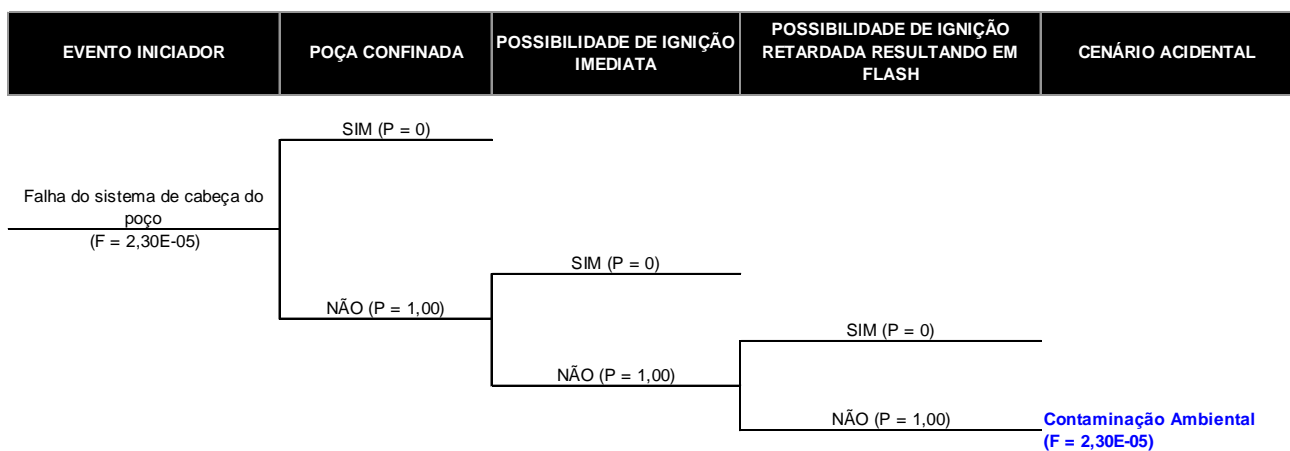 EVENTO INICIADOR
POÇA CONFINADA
POSSIBILIDADE DE IGNIÇÃO
IMEDIATA
POSSIBILIDADE DE IGNIÇÃO
RETARDADA RESULTANDO EM
FLASH
CENÁRIO ACIDENTAL
SIM (P = 0)
Falha do sistema de cabeça do
poço
(F = 2,30E-05)
SIM (P = 0)
NÃO (P = 1,00)
SIM (P = 0)
NÃO (P = 1,00)
NÃO (P = 1,00)
Contaminação Ambiental
(F = 2,30E-05)